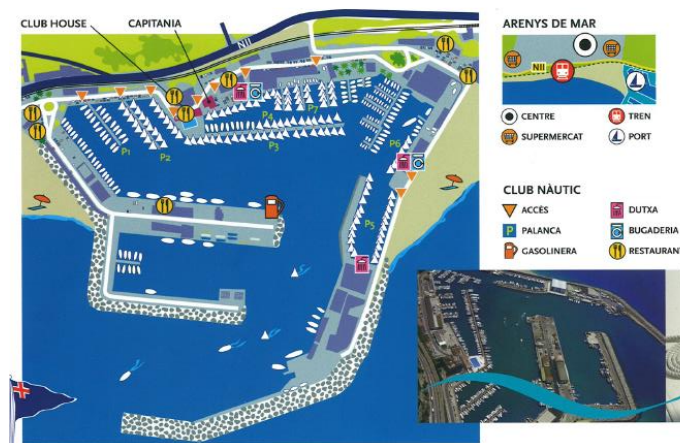 CLUB HOUSE
CAPITANIA
NII
P1
P2
P3
P4
P7
P6
P5
ARENYS DE MAR
NII
CENTRE
TREN
SUPERMERCAT
PORT
CLUB NÀUTIC
ACCÈS
DUTXA
P PALANCA
BUGADERIA
GASOLINERA
RESTAURANT